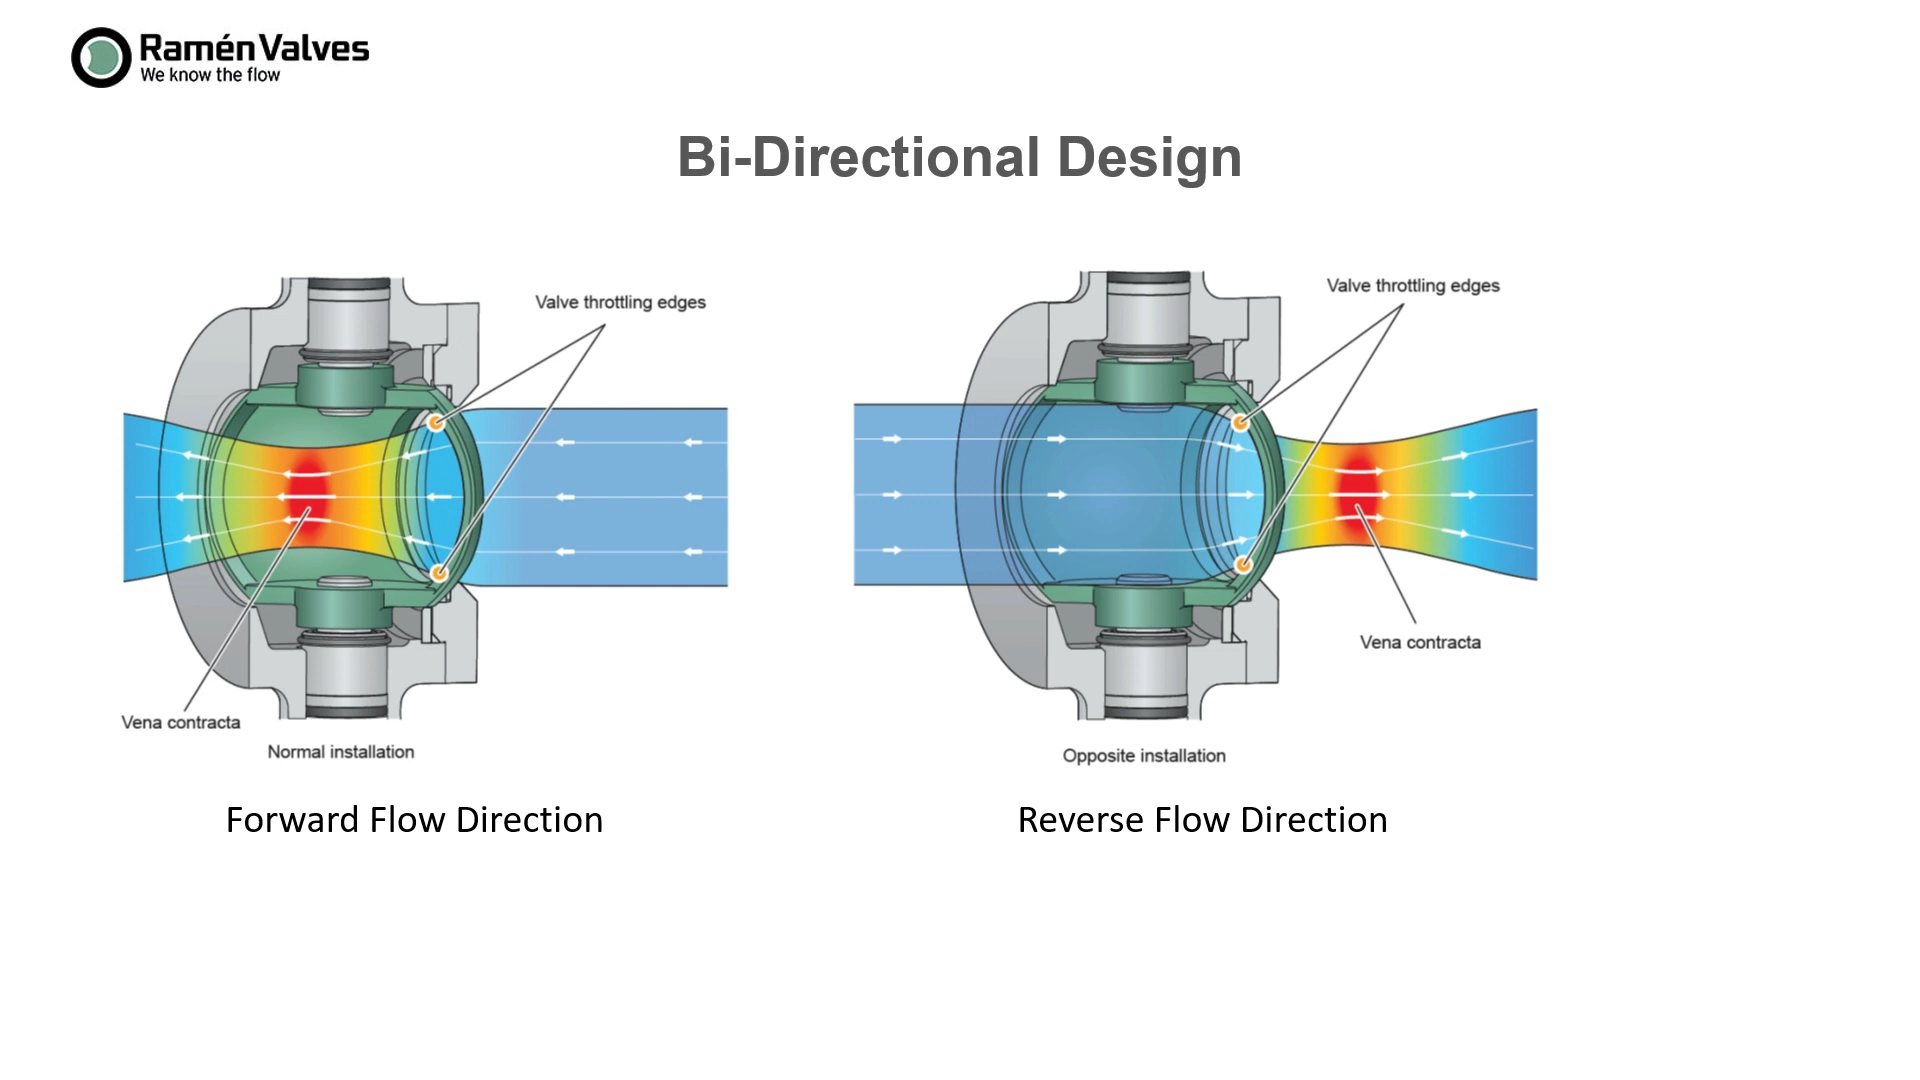 Ramén Valves
We know the flow
Bi-Directional Design
Valve throttling edges
Vena contracta
Normal installation
Forward Flow Direction
Valve throttling edges
Vena contracta
Opposite installation
Reverse Flow Direction